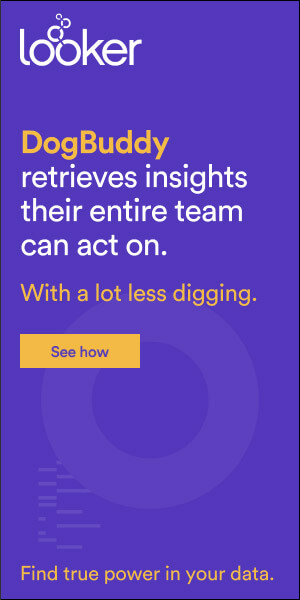 looker
DogBuddy
retrieves insights
their entire team
can act on.
With a lot less digging.
See how
Find true power in your data.